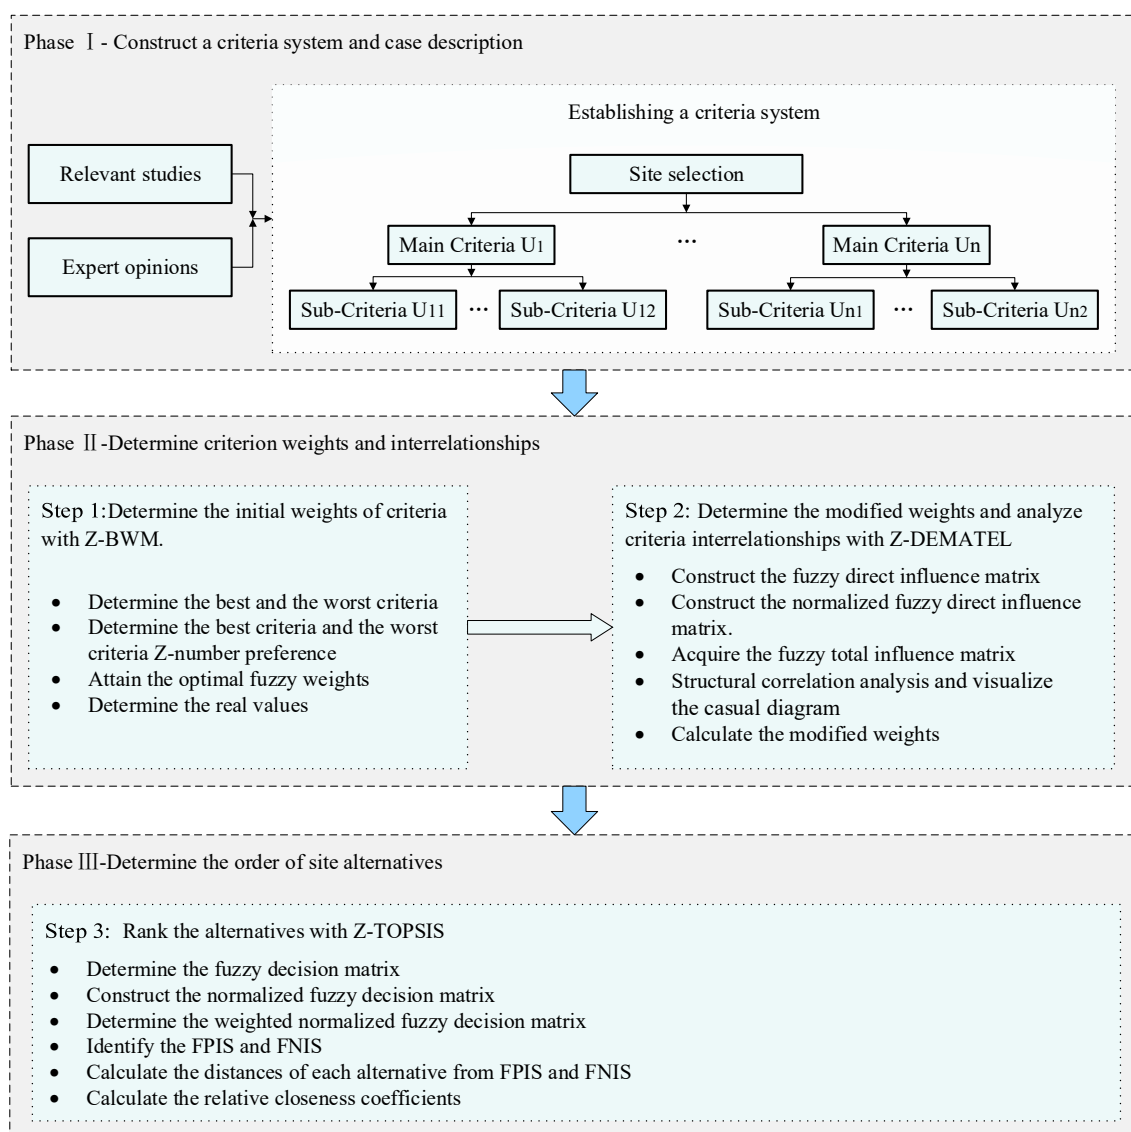 Phase Ⅰ- Construct a criteria system and case description
Establishing a criteria system
Relevant studies
Expert opinions
Site selection
Main Criteria U1
...
Main Criteria Un
Sub-Criteria U11
...
Sub-Criteria U12
Sub-Criteria Un1
...
Sub-Criteria Un2
Phase Ⅱ-Determine criterion weights and interrelationships
Step 1:Determine the initial weights of criteria
with Z-BWM.
• Determine the best and the worst criteria
• Determine the best criteria and the worst
criteria Z-number preference
• Attain the optimal fuzzy weights
• Determine the real values
Step 2: Determine the modified weights and analyze
criteria interrelationships with Z-DEMATEL
• Construct the fuzzy direct influence matrix
• Construct the normalized fuzzy direct influence
matrix.
• Acquire the fuzzy total influence matrix
• Structural correlation analysis and visualize
the casual diagram
• Calculate the modified weights
Phase Ⅲ-Determine the order of site alternatives
Step 3: Rank the alternatives with Z-TOPSIS
• Determine the fuzzy decision matrix
• Construct the normalized fuzzy decision matrix
• Determine the weighted normalized fuzzy decision matrix
• Identify the FPIS and FNIS
• Calculate the distances of each alternative from FPIS and FNIS
• Calculate the relative closeness coefficients